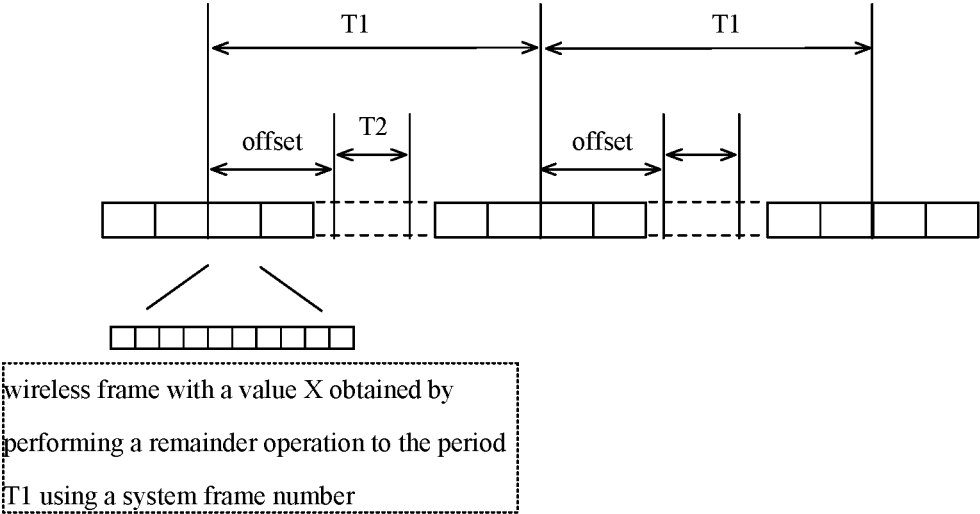 T1
T1
offset
T2
offset
wireless frame with a value X obtained by
performing a remainder operation to the period
T1 using a system frame number